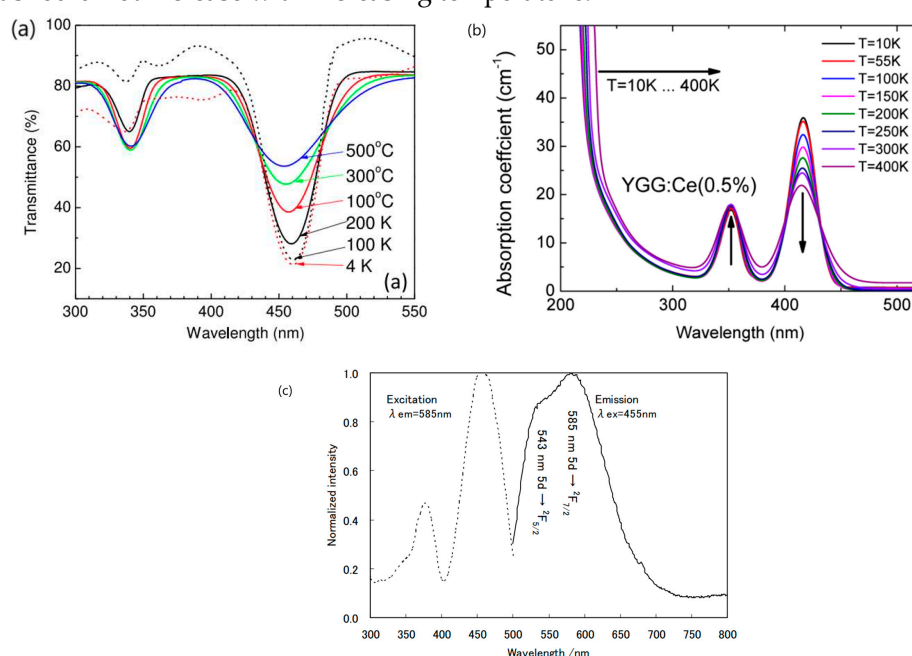 (a)
100
80
60
40
20
Transmittance (%)
500°C
300°C
100°C
200 K
100 K
4 K
(a)
300 350 400 450 500 550
Wavelength (nm)
(b)
50
40
30
20
10
0
Absorption coeffcient (cm⁻¹)
T=10K ... 400K
YGG:Ce(0.5%)
T=10K
T=55K
T=100K
T=150K
T=200K
T=250K
T=300K
T=400K
200 300 400 500
Wavelength (nm)
(c)
1.0
0.8
0.6
0.4
0.2
0.0
Normalized intensity
Excitation
λ em=585nm
Emission
λ ex=455nm
543 nm 5d → ²F5/2
585 nm 5d → ²F7/2
300 350 400 450 500 550 600 650 700 750 800
Wavelength /nm